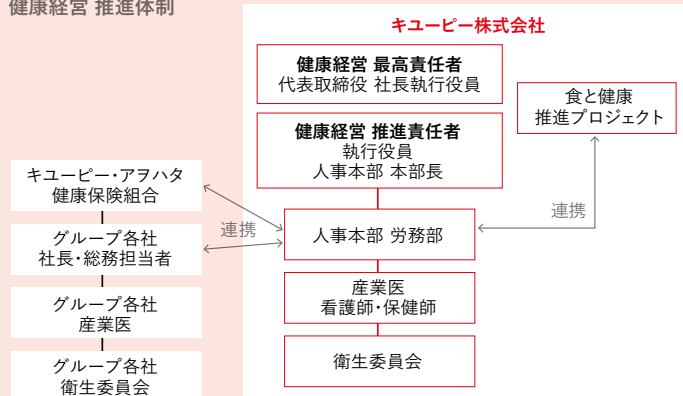 健康経営 推進体制
キユーピー株式会社
健康経営 最高責任者
代表取締役 社長執行役員
食と健康
推進プロジェクト
健康経営 推進責任者
執行役員
人事本部 本部長
キユーピー・アヲハタ
健康保険組合
連携
連携
グループ各社
社長・総務担当者
人事本部 労務部
産業医
看護師・保健師
グループ各社
産業医
衛生委員会
グループ各社
衛生委員会